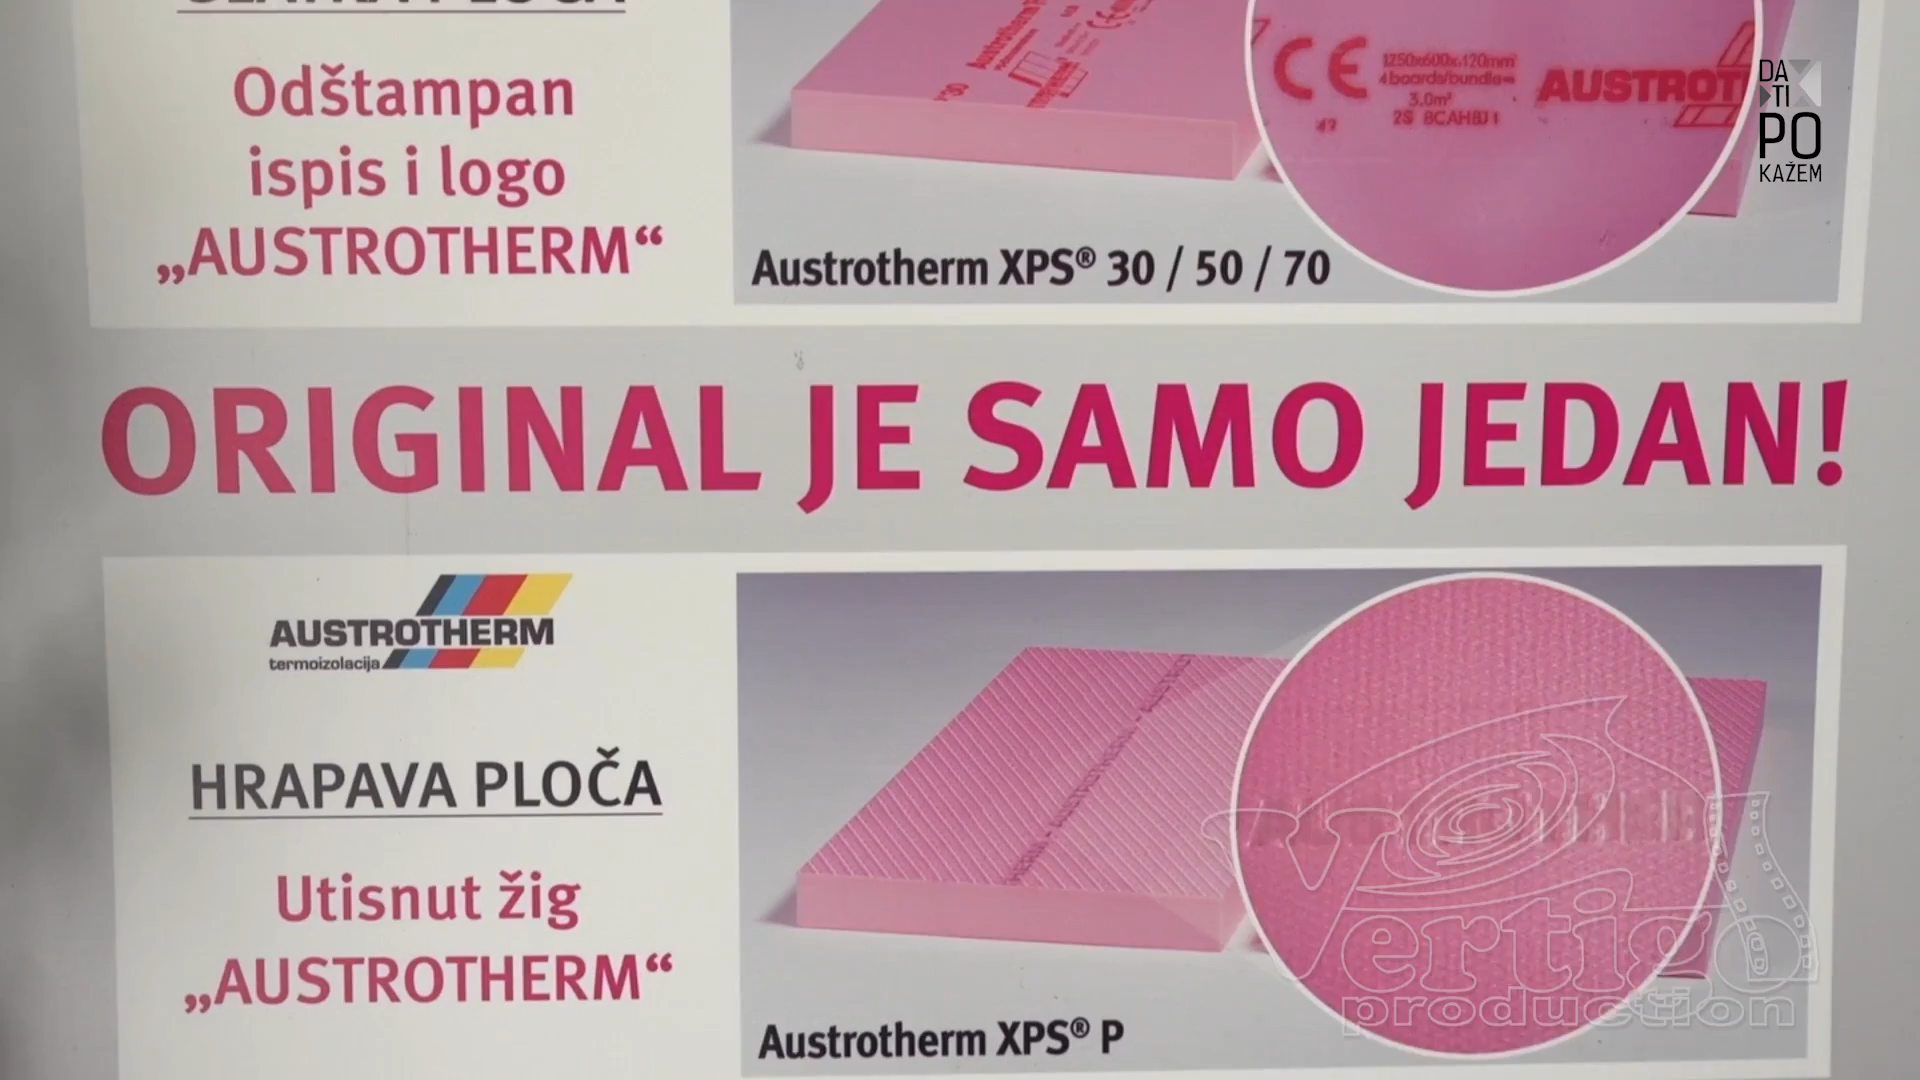 Odštampan
ispis i logo
„AUSTROTHERM“
CE
1250x600x120mm
4 boards/bundle
3.0m²
AUSTROT
Austrotherm XPS® 30 / 50 / 70
DA
TI
PO
KAŽEM
ORIGINAL JE SAMO JEDAN!
AUSTROTHERM
termoizolacija
HRAPAVA PLOČA
Utisnut žig
„AUSTROTHERM“
Austrotherm XPS® P
Vertigo
production